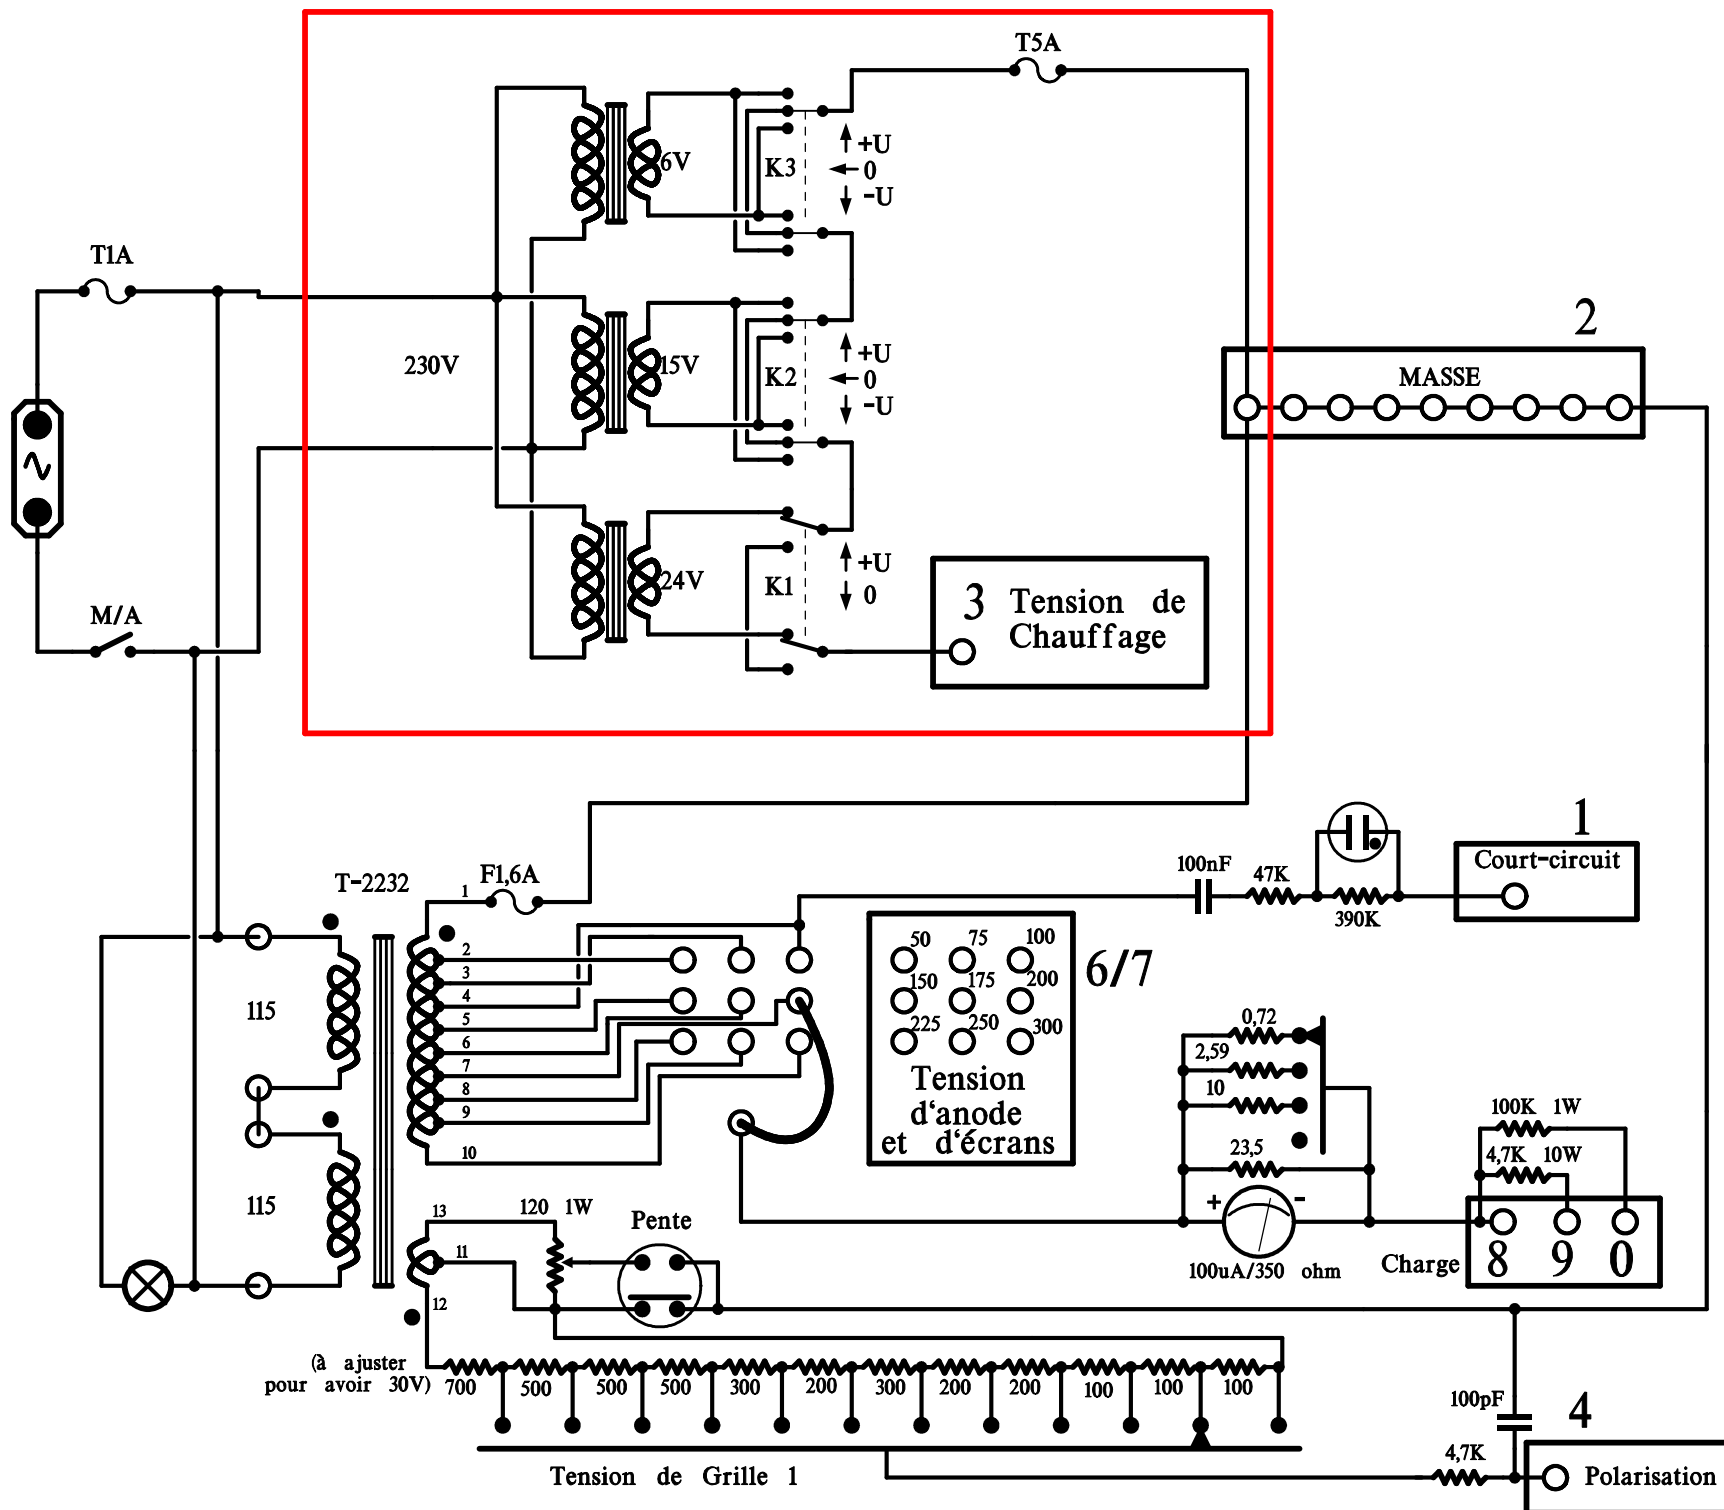 T5A
+U
6V
K3
0
-U
T1A
2
+U
230V
15V
MASSE
K2
0
-U
+U
24V
K1
0
3 Tension de
Chauffage
M/A
1
100nF
47K
Court-circuit
T-2232
1
F1,6A
390K
2
3
4
5
6
7
8
9
10
50 75 100
150 175 200
225 250 300
6/7
Tension
d'anode
et d'écrans
115
115
0,72
2,59
10
23,5
100K 1W
4,7K 10W
+ -
100uA/350 ohm
Charge
8 9 0
13
11
12
120 1W
Pente
(à ajuster
pour avoir 30V)
700 500 500 500 300 200 300 200 200 100 100 100
Tension de Grille 1
100pF
4
4,7K
Polarisation